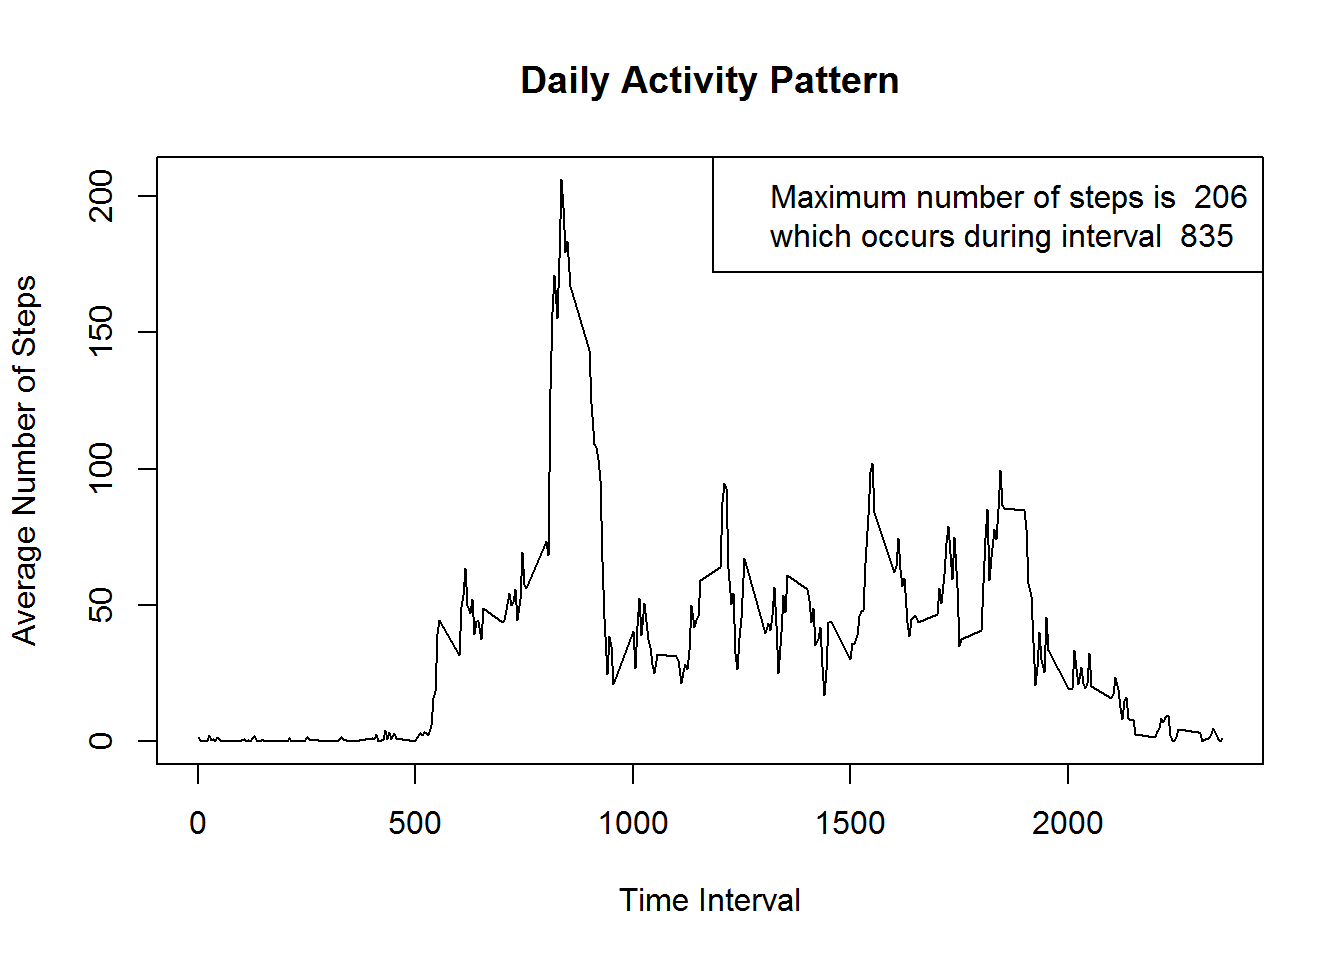 Daily Activity Pattern
Maximum number of steps is  206
which occurs during interval  835
Average Number of Steps
200
150
100
50
0
0 500 1000 1500 2000
Time Interval